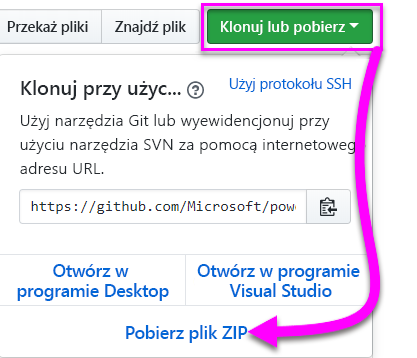 Przekaż pliki Znajdź plik Klonuj lub pobierz
Klonuj przy użyc... Użyj protokołu SSH
Użyj narzędzia Git lub wyewidencjonuj przy
użyciu narzędzia SVN za pomocą internetoweg
adresu URL.
https://github.com/Microsoft/powe
Otwórz w
programie Desktop
Otwórz w programie
Visual Studio
Pobierz plik ZIP